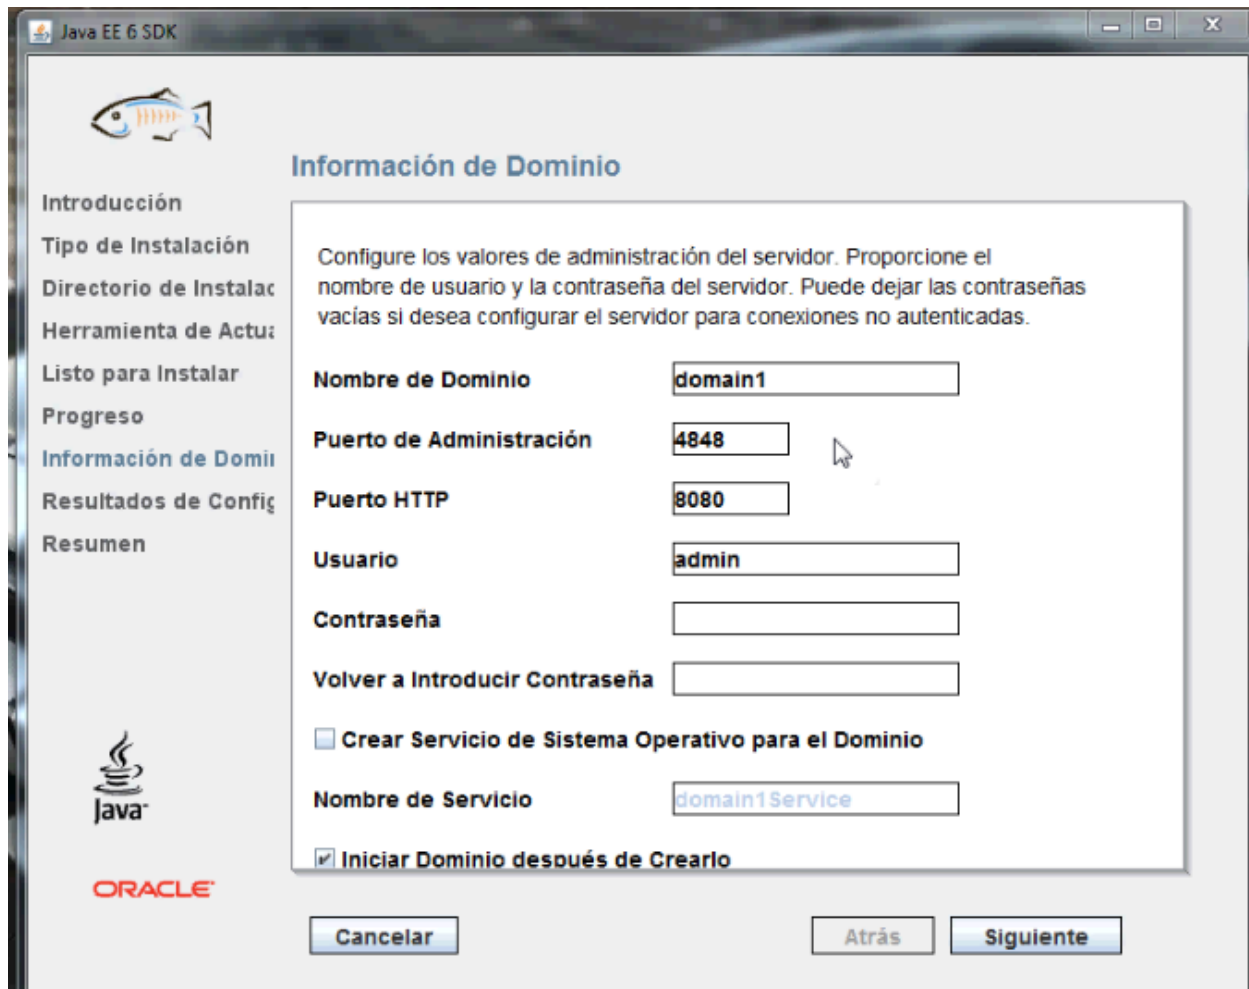 Java EE 6 SDK
Información de Dominio
Introducción
Tipo de Instalación
Directorio de Instalac
Herramienta de Actua
Listo para Instalar
Progreso
Información de Domin
Resultados de Config
Resumen
Configure los valores de administración del servidor. Proporcione el
nombre de usuario y la contraseña del servidor. Puede dejar las contraseñas
vacías si desea configurar el servidor para conexiones no autenticadas.
Nombre de Dominio domain1
Puerto de Administración 4848
Puerto HTTP 8080
Usuario admin
Contraseña
Volver a Introducir Contraseña
Crear Servicio de Sistema Operativo para el Dominio
Nombre de Servicio domain1Service
Iniciar Dominio después de Crearlo
Java
ORACLE
Cancelar Atrás Siguiente